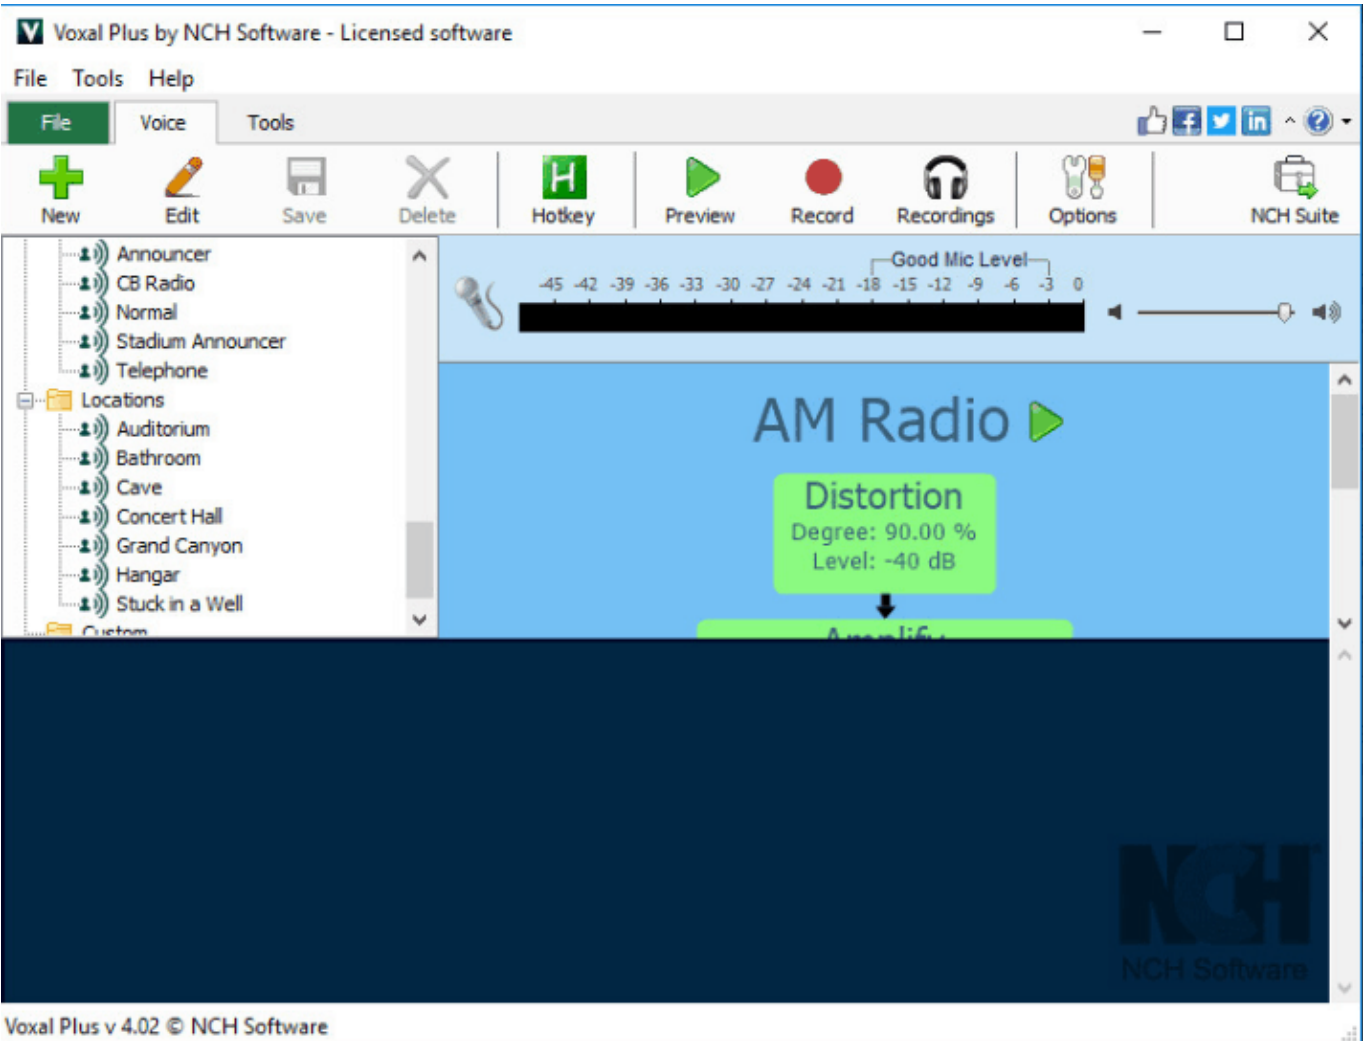 Voxal Plus by NCH Software - Licensed software
File Tools Help
File Voice Tools
New Edit Save Delete Hotkey Preview Record Recordings Options NCH Suite
Announcer
CB Radio
Normal
Stadium Announcer
Telephone
Locations
Auditorium
Bathroom
Cave
Concert Hall
Grand Canyon
Hangar
Stuck in a Well
Custom
Good Mic Level
-45 -42 -39 -36 -33 -30 -27 -24 -21 -18 -15 -12 -9 -6 -3 0
AM Radio
Distortion
Degree: 90.00 %
Level: -40 dB
Amplify
NCH
NCH Software
Voxal Plus v 4.02 © NCH Software